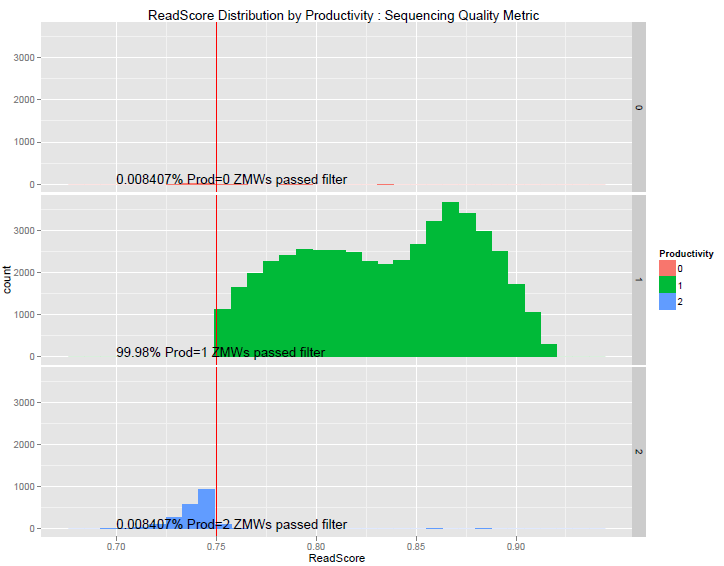 ReadScore Distribution by Productivity : Sequencing Quality Metric
3000
2000
1000
0
0.008407% Prod=0 ZMWs passed filter
0
3000
2000
1000
0
99.98% Prod=1 ZMWs passed filter
1
3000
2000
1000
0
0.008407% Prod=2 ZMWs passed filter
2
count
0.70 0.75 0.80 0.85 0.90
ReadScore
Productivity
0
1
2